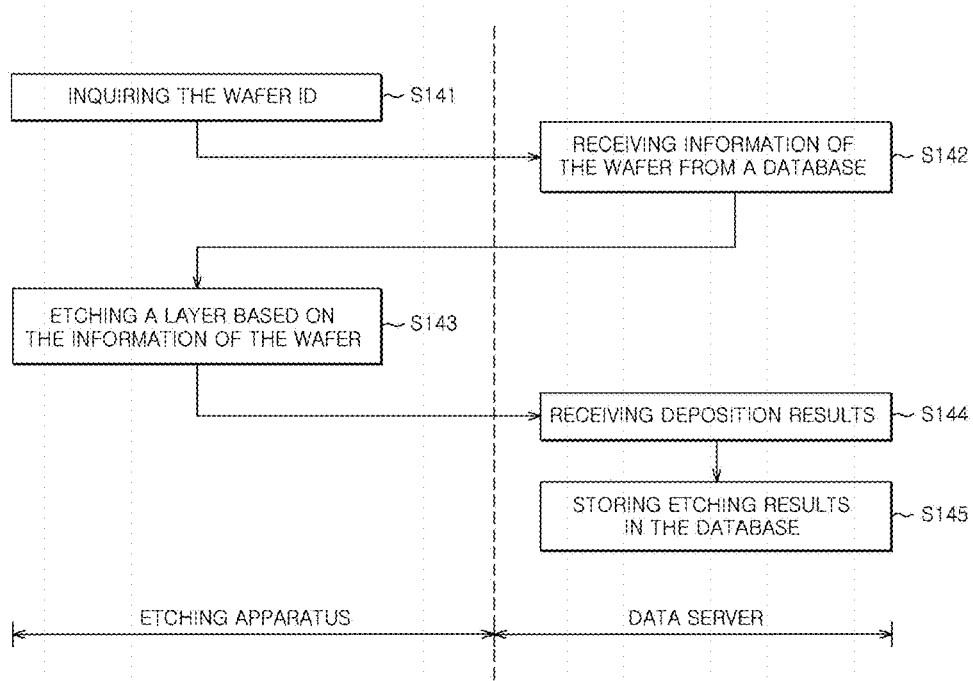 INQUIRING THE WAFER ID
S141
RECEIVING INFORMATION OF
THE WAFER FROM A DATABASE
S142
ETCHING A LAYER BASED ON
THE INFORMATION OF THE WAFER
S143
RECEIVING DEPOSITION RESULTS
S144
STORING ETCHING RESULTS
IN THE DATABASE
S145
ETCHING APPARATUS
DATA SERVER